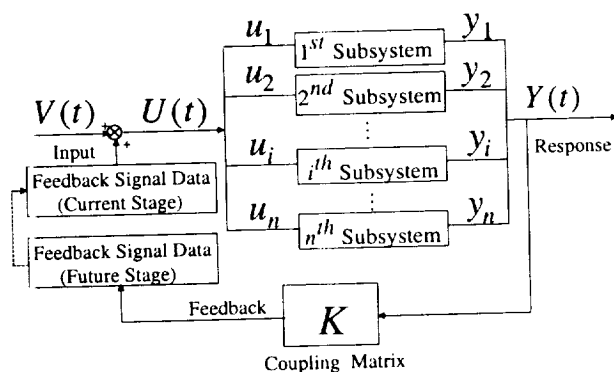 u₁ 1ˢᵗ Subsystem y₁
u₂ 2ⁿᵈ Subsystem y₂
V(t) + U(t) Y(t)
Input + ⋮ Response
Feedback Signal Data
(Current Stage)
uᵢ iᵗʰ Subsystem yᵢ
⋮
uₙ nᵗʰ Subsystem yₙ
Feedback Signal Data
(Future Stage)
Feedback K
Coupling Matrix